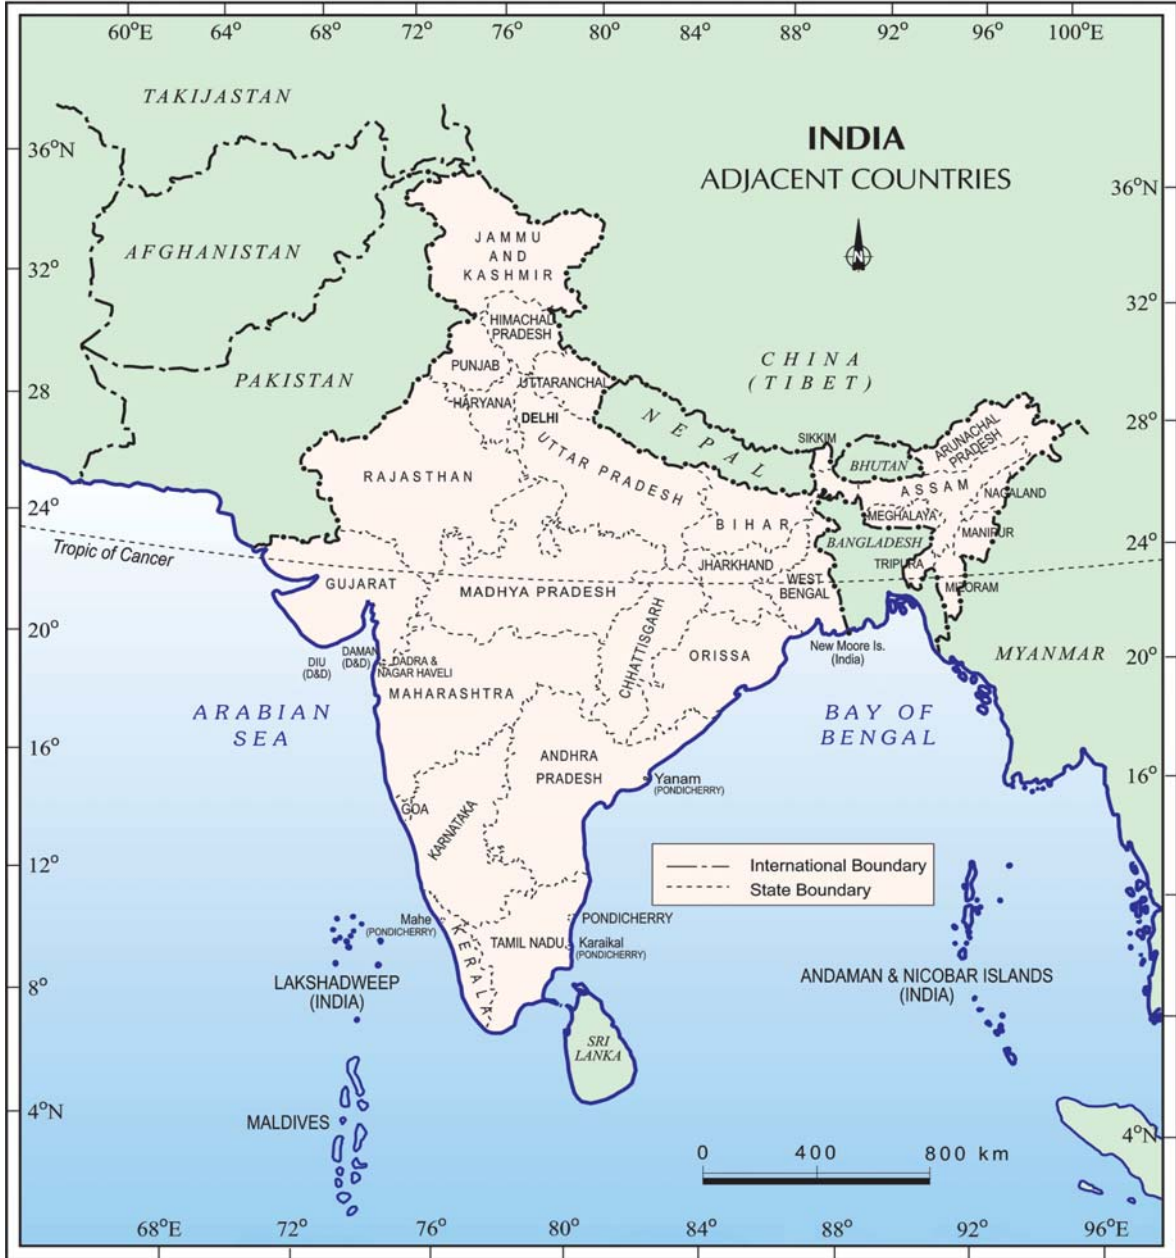 60°E 64° 68° 72° 76° 80° 84° 88° 92° 96° 100°E
TAKIJASTAN
INDIA
ADJACENT COUNTRIES
36°N
36°N
N
JAMMU
AND
KASHMIR
AFGHANISTAN
32°
32°
HIMACHAL
PRADESH
CHINA
(TIBET)
PUNJAB
PAKISTAN
UTTARANCHAL
28°
HARYANA
DELHI
NEPAL
28°
SIKKIM
ARUNACHAL
PRADESH
UTTAR PRADESH
BHUTAN
RAJASTHAN
ASSAM
NAGALAND
24°
MEGHALAYA
BIHAR
MANIPUR
24°
BANGLADESH
Tropic of Cancer
JHARKHAND
TRIPURA
GUJARAT
MADHYA PRADESH
WEST
BENGAL
MIZORAM
20°
CHHATTISGARH
New Moore Is.
(India)
DAMAN
(D&D)
DIU
(D&D)
DADRA &
NAGAR HAVELI
ORISSA
MYANMAR
20°
MAHARASHTRA
ARABIAN
SEA
BAY OF
BENGAL
16°
ANDHRA
PRADESH
Yanam
(PONDICHERRY)
16°
GOA
KARNATAKA
12°
International Boundary
State Boundary
12°
Mahe
(PONDICHERRY)
PONDICHERRY
KERALA
TAMIL NADU
Karaikal
(PONDICHERRY)
LAKSHADWEEP
(INDIA)
ANDAMAN & NICOBAR ISLANDS
(INDIA)
8°
8°
SRI
LANKA
4°N
MALDIVES
4°N
0 400 800 km
68°E 72° 76° 80° 84° 88° 92° 96°E